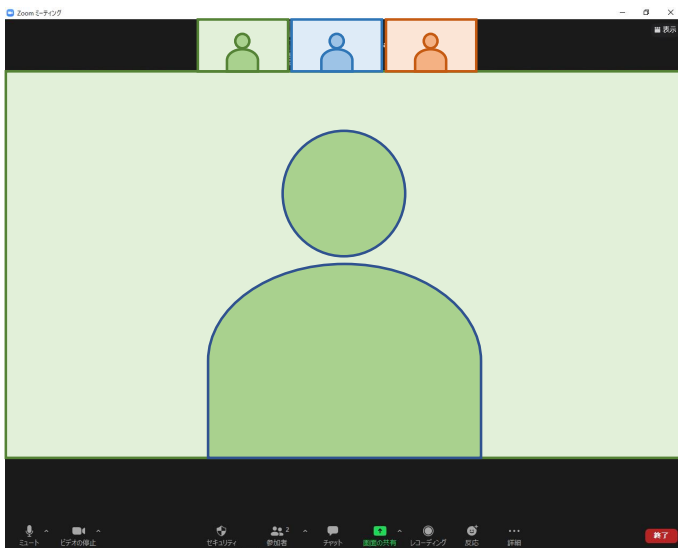 Zoom ミーティング
表示
ミュート
ビデオの停止
セキュリティ
2
参加者
チャット
画面の共有
レコーディング
反応
詳細
終了